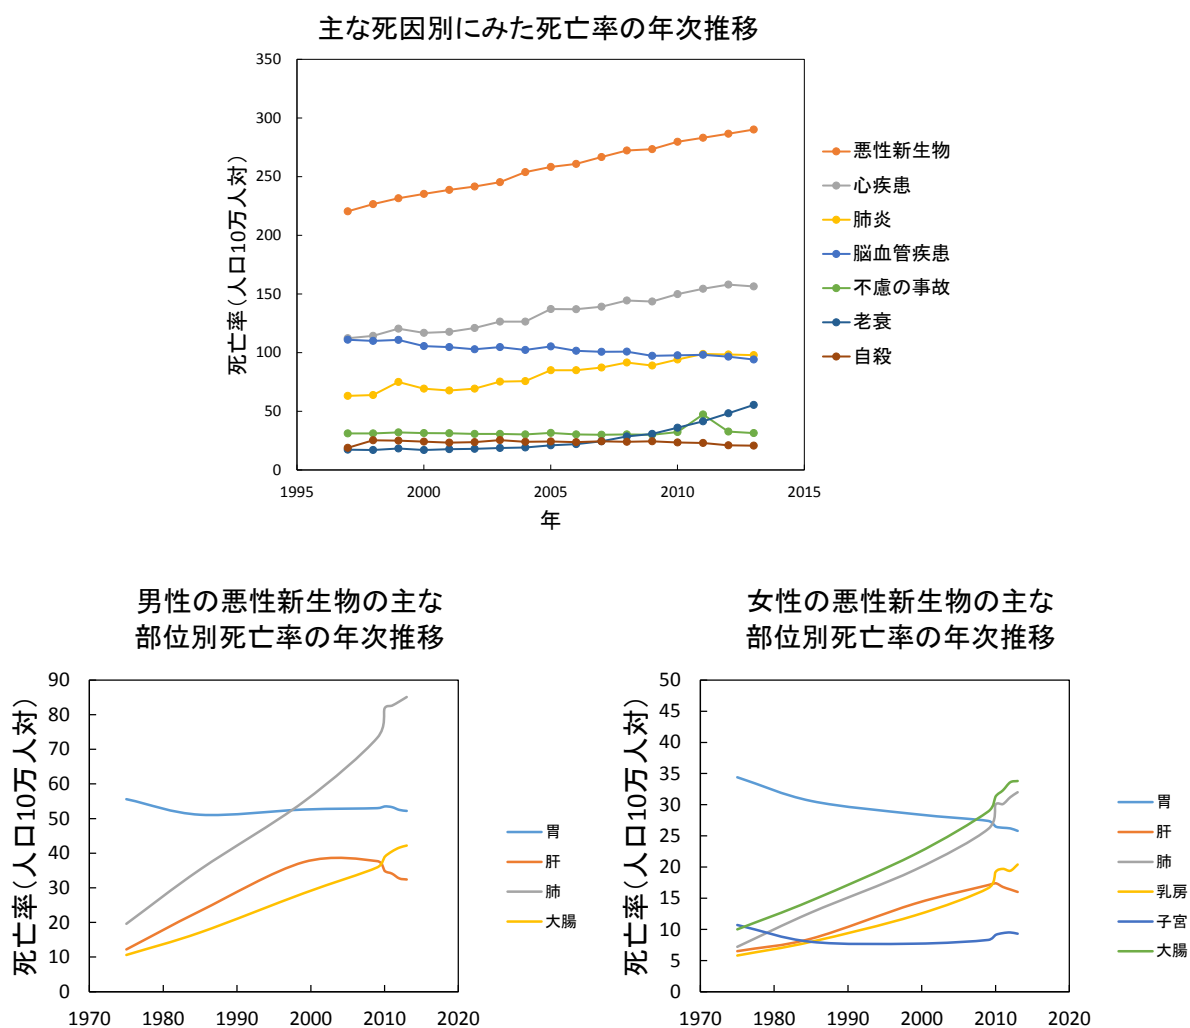 主な死因別にみた死亡率の年次推移
死亡率（人口10万人対）
350
300
250
200
150
100
50
0
1995
2000
2005
2010
2015
年
悪性新生物
心疾患
肺炎
脳血管疾患
不慮の事故
老衰
自殺
男性の悪性新生物の主な
部位別死亡率の年次推移
死亡率（人口10万人対）
90
80
70
60
50
40
30
20
10
0
1970
1980
1990
2000
2010
2020
胃
肝
肺
大腸
女性の悪性新生物の主な
部位別死亡率の年次推移
死亡率（人口10万人対）
50
45
40
35
30
25
20
15
10
5
0
1970
1980
1990
2000
2010
2020
胃
肝
肺
乳房
子宮
大腸